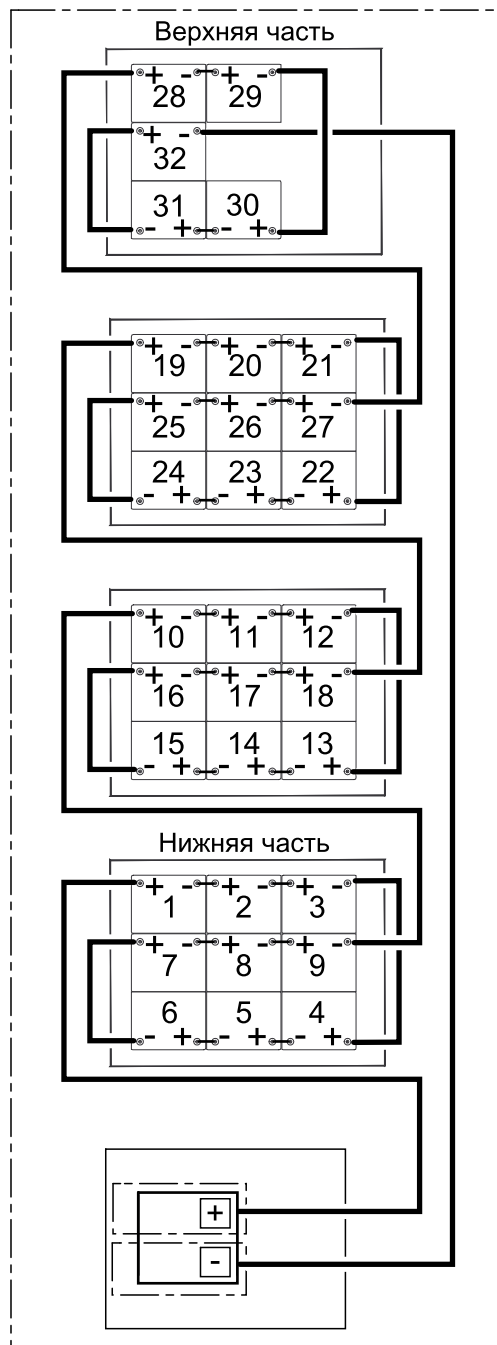 Верхняя часть
+ - + -
28 29
+ -
32
31 30
- + - +
+ - + - + -
19 20 21
+ - + - + -
25 26 27
24 23 22
- + - + - +
+ - + - + -
10 11 12
+ - + - + -
16 17 18
15 14 13
- + - + - +
Нижняя часть
+ - + - + -
1 2 3
+ - + - + -
7 8 9
6 5 4
- + - + - +
+
-